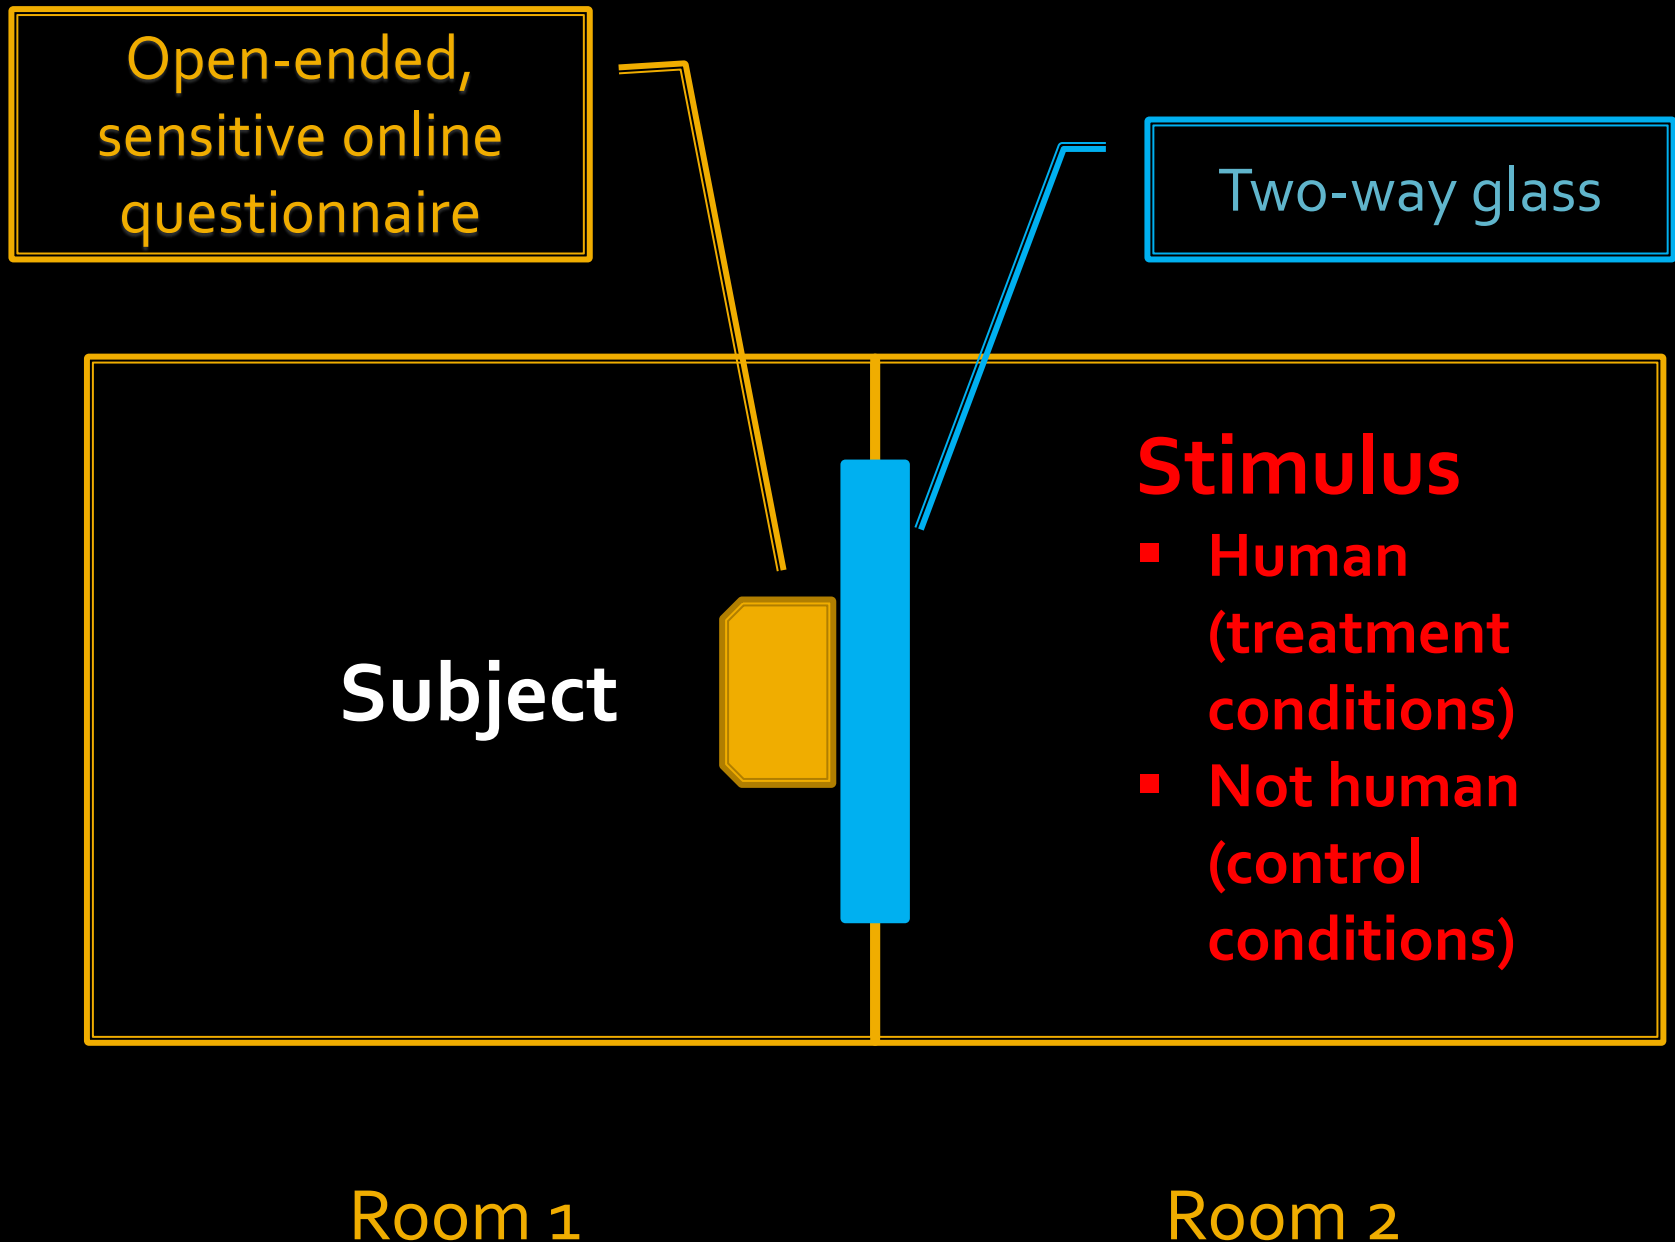 Open-ended,
sensitive online
questionnaire
Two-way glass
Stimulus
▪ Human
(treatment
conditions)
▪ Not human
(control
conditions)
Subject
Room 1
Room 2